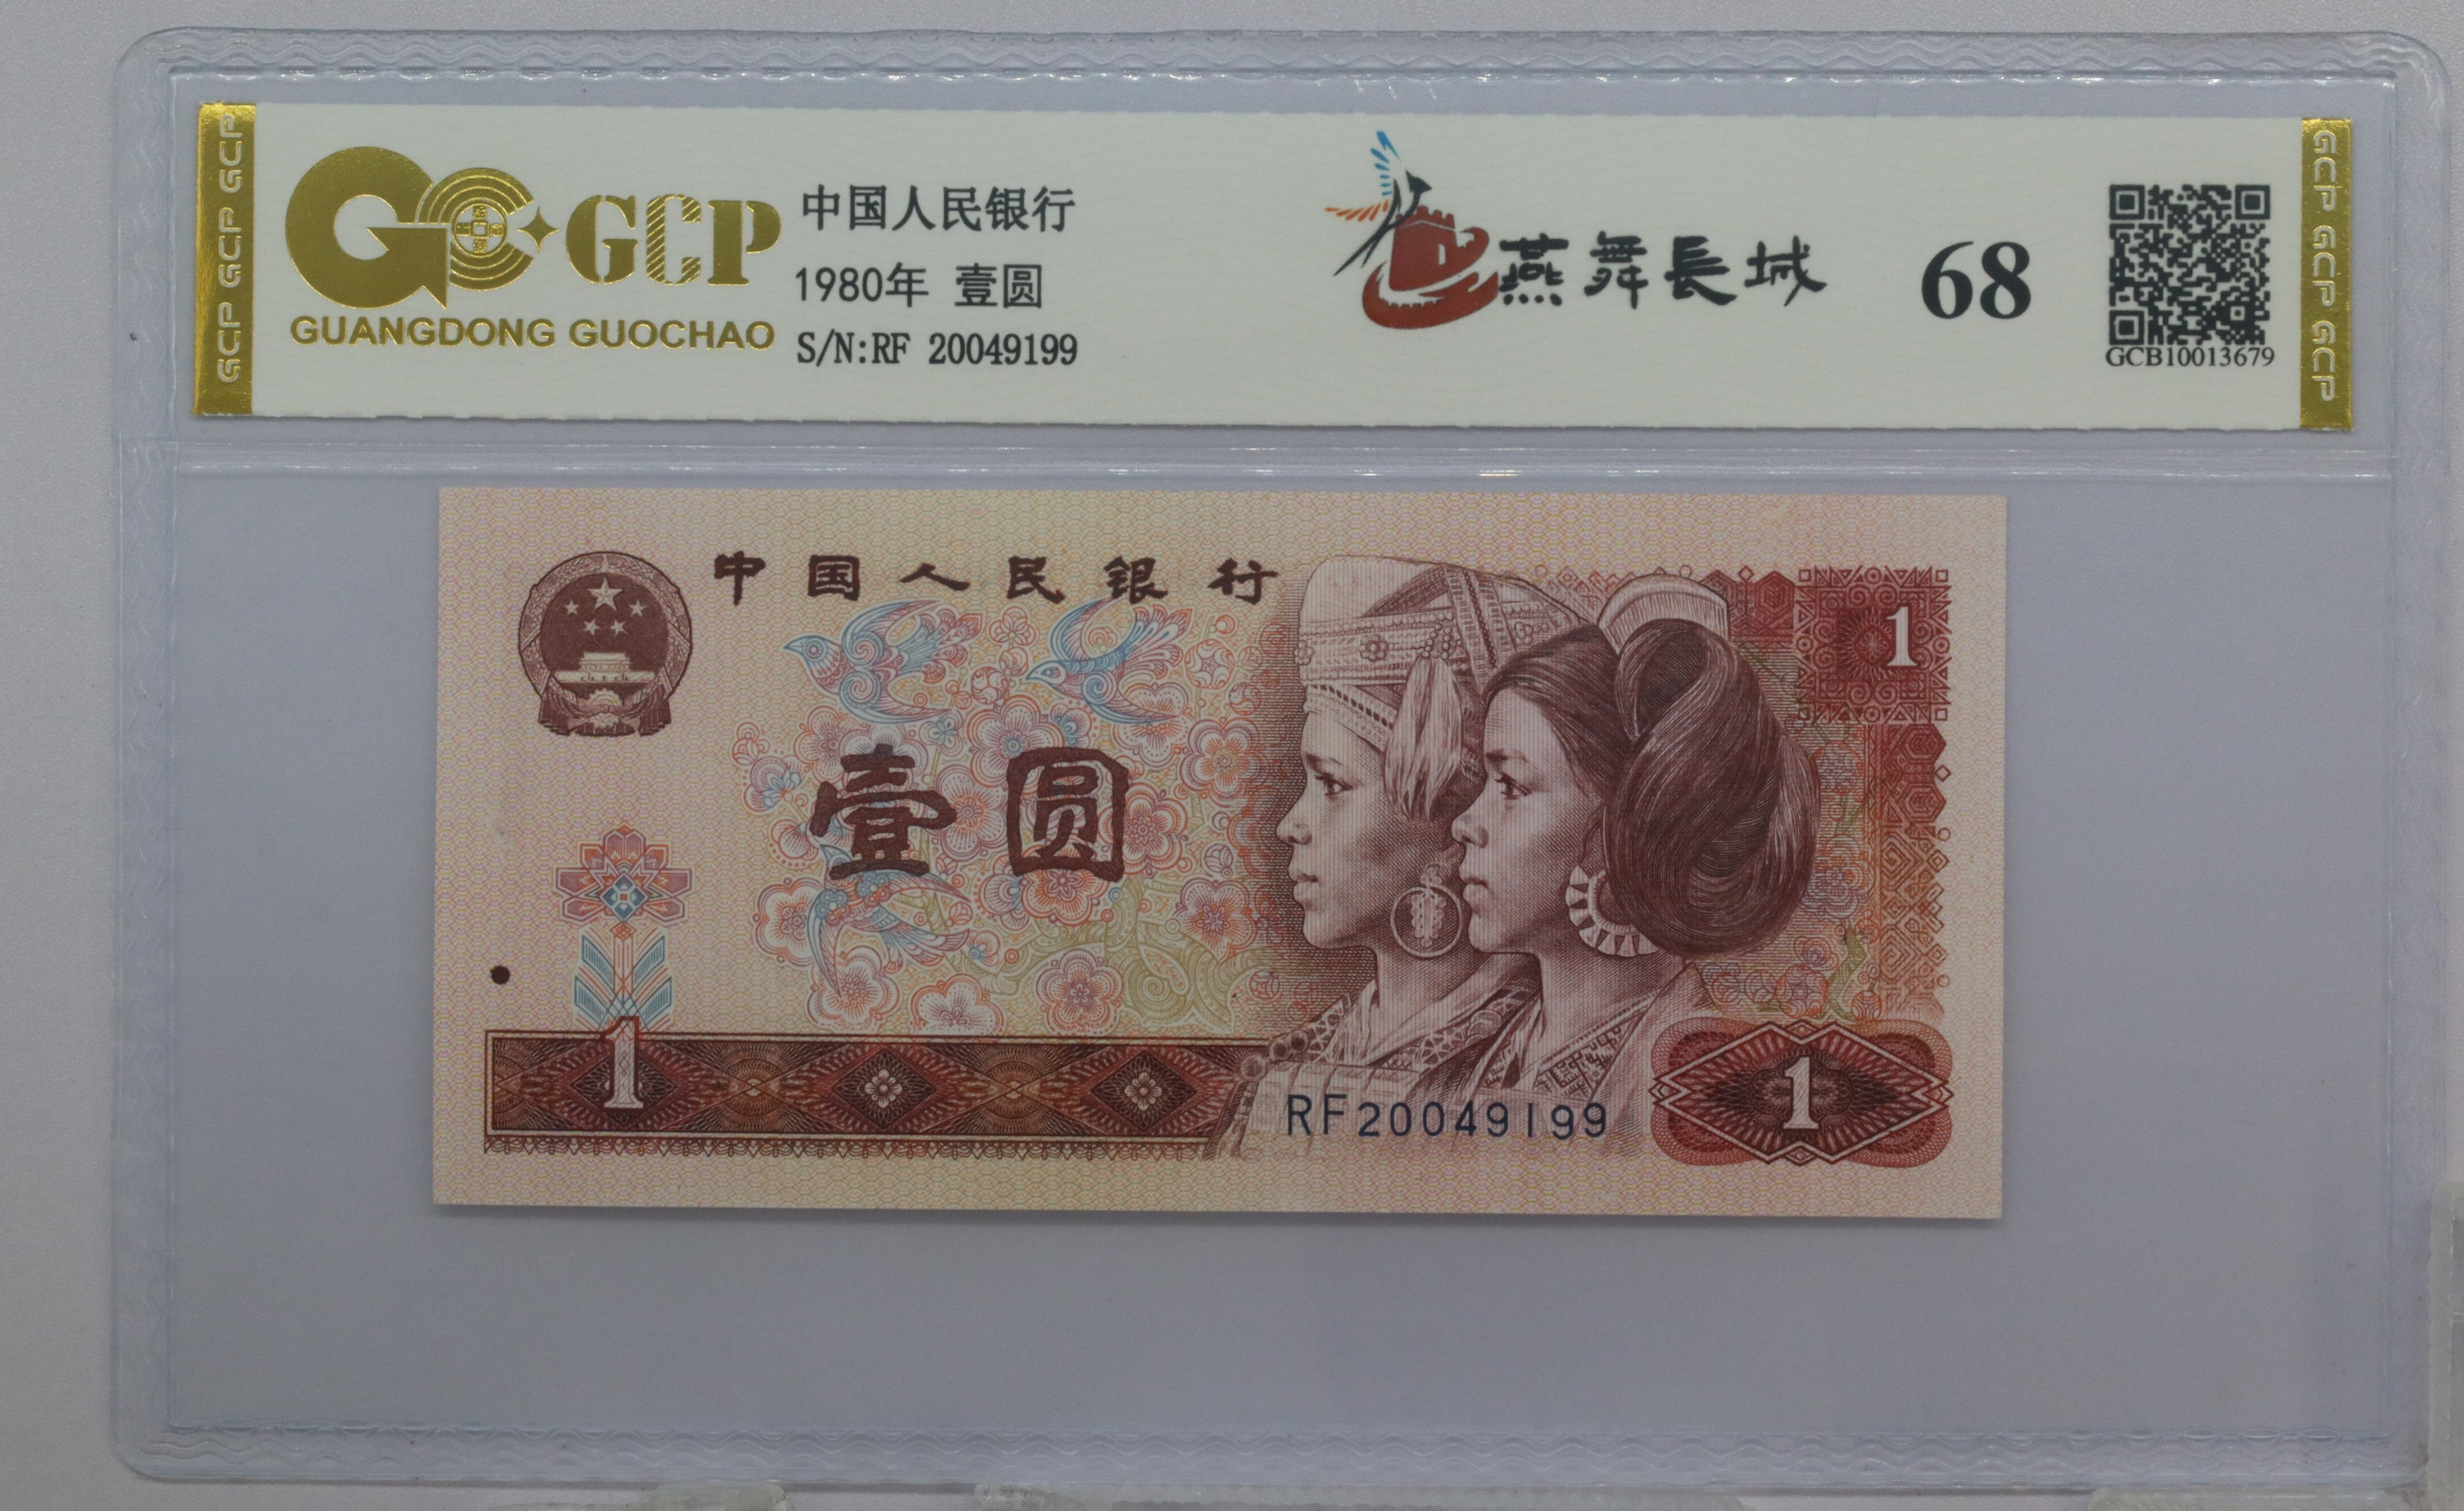 GCP GCP GCP
GCP
GUANGDONG GUOCHAO
中国人民银行
1980年 壹圆
S/N:RF 20049199
燕舞長城
68
GCB10013679
GCP GCP GCP
中国人民银行
1
壹圆
1
RF20049199
1